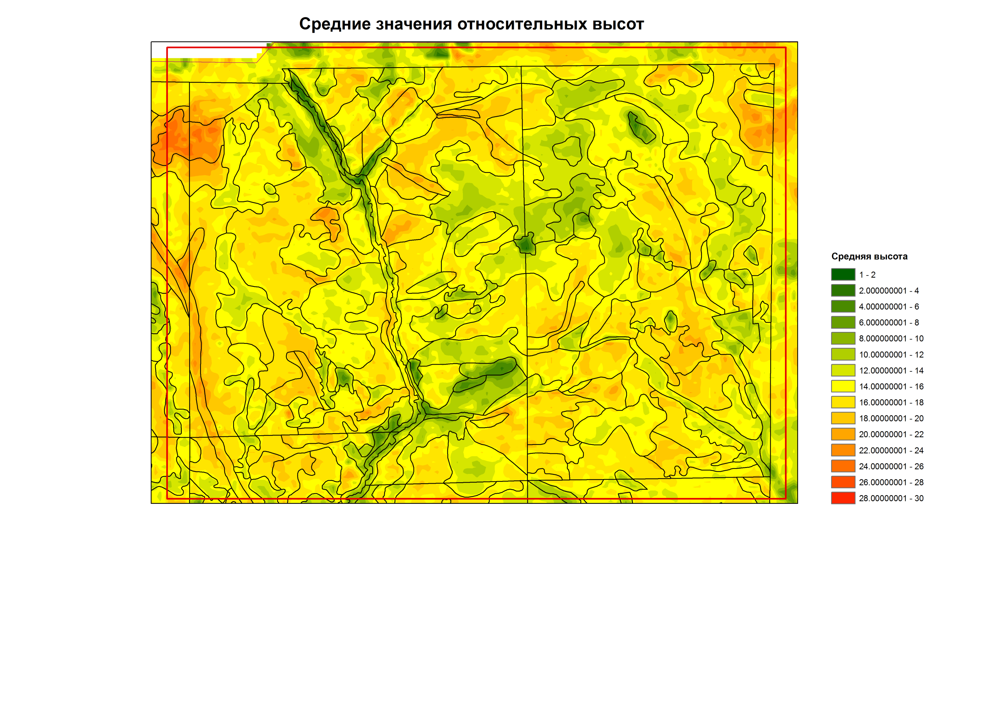 Средние значения относительных высот
Средняя высота
1 - 2
2.000000001 - 4
4.000000001 - 6
6.000000001 - 8
8.000000001 - 10
10.00000001 - 12
12.00000001 - 14
14.00000001 - 16
16.00000001 - 18
18.00000001 - 20
20.00000001 - 22
22.00000001 - 24
24.00000001 - 26
26.00000001 - 28
28.00000001 - 30